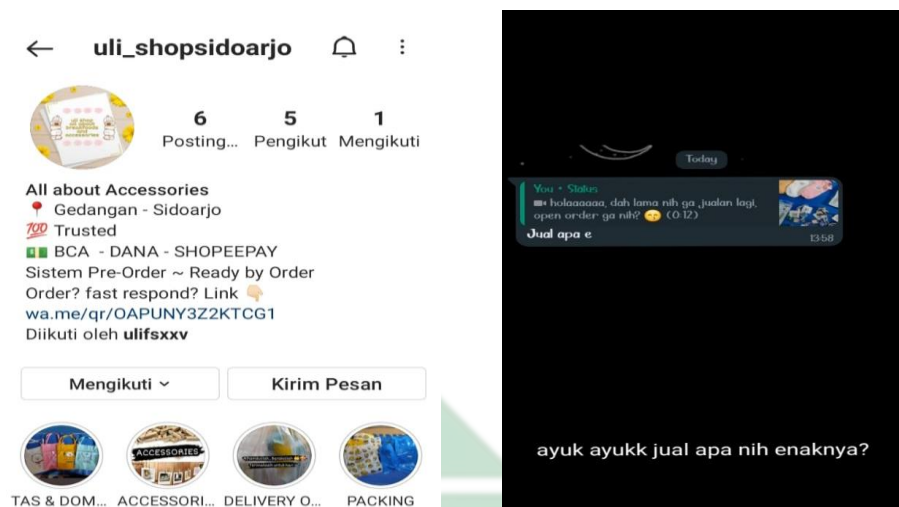 uli_shopsidoarjo
6 5 1
Posting... Pengikut Mengikuti
All about Accessories
📍 Gedangan - Sidoarjo
💯 Trusted
💵 BCA - DANA - SHOPEEPAY
Sistem Pre-Order ~ Ready by Order
Order? fast respond? Link 👇🏻
wa.me/qr/OAPUNY3Z2KTCG1
Diikuti oleh ulifsxxv
Mengikuti
Kirim Pesan
ACCESSORIES
TAS & DOM... ACCESSORI... DELIVERY O... PACKING
Today
You • Status
holaaaaaa, dah lama nih ga ,jualan lagi,
open order ga nih? 😙 (0:12)
Jual apa e
13:58
ayuk ayukk jual apa nih enaknya?